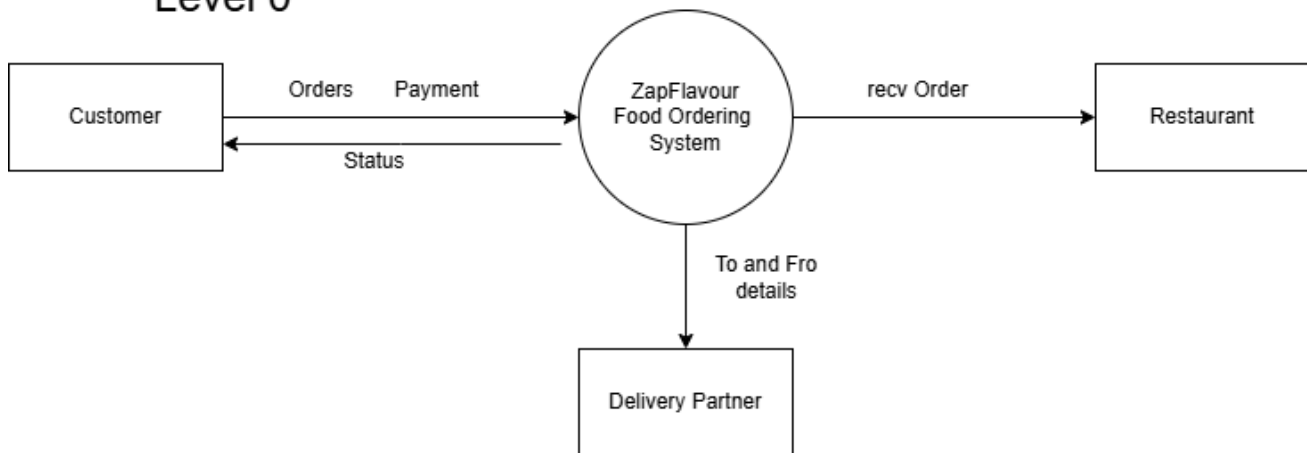 Level 0
Orders Payment
recv Order
Customer
ZapFlavour
Food Ordering
System
Restaurant
Status
To and Fro
details
Delivery Partner